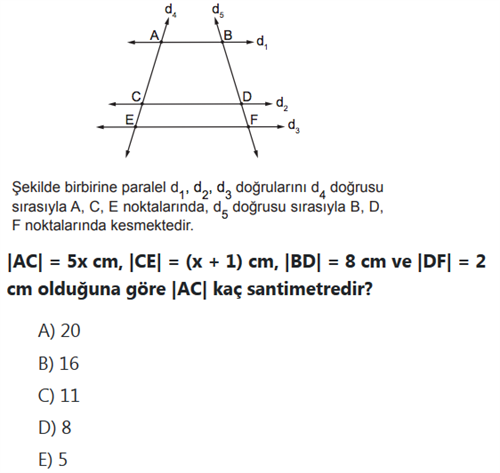 d₄ d₅
A B d₁
C D d₂
E F d₃
Şekilde birbirine paralel d₁, d₂, d₃ doğrularını d₄ doğrusu
sırasıyla A, C, E noktalarında, d₅ doğrusu sırasıyla B, D,
F noktalarında kesmektedir.
|AC| = 5x cm, |CE| = (x + 1) cm, |BD| = 8 cm ve |DF| = 2
cm olduğuna göre |AC| kaç santimetredir?
A) 20
B) 16
C) 11
D) 8
E) 5